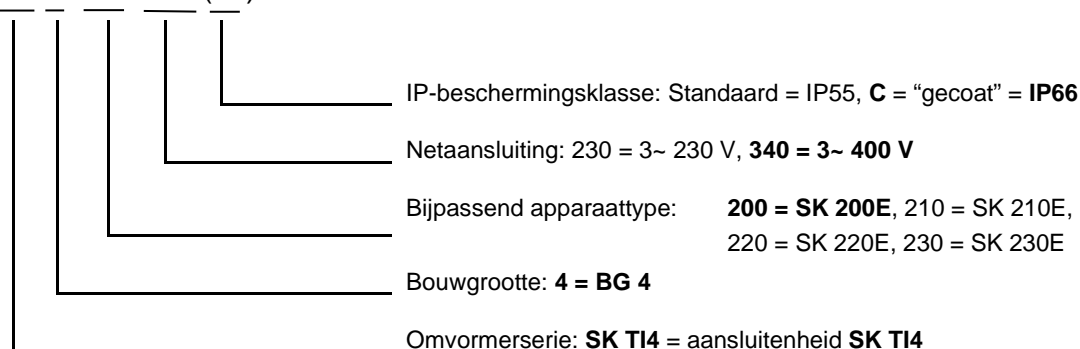 IP-beschermingsklasse: Standaard = IP55, C = “gecoat” = IP66
Netaansluiting: 230 = 3~ 230 V, 340 = 3~ 400 V
Bijpassend apparaattype: 200 = SK 200E, 210 = SK 210E,
220 = SK 220E, 230 = SK 230E
Bouwgrootte: 4 = BG 4
Omvormerserie: SK TI4 = aansluitenheid SK TI4